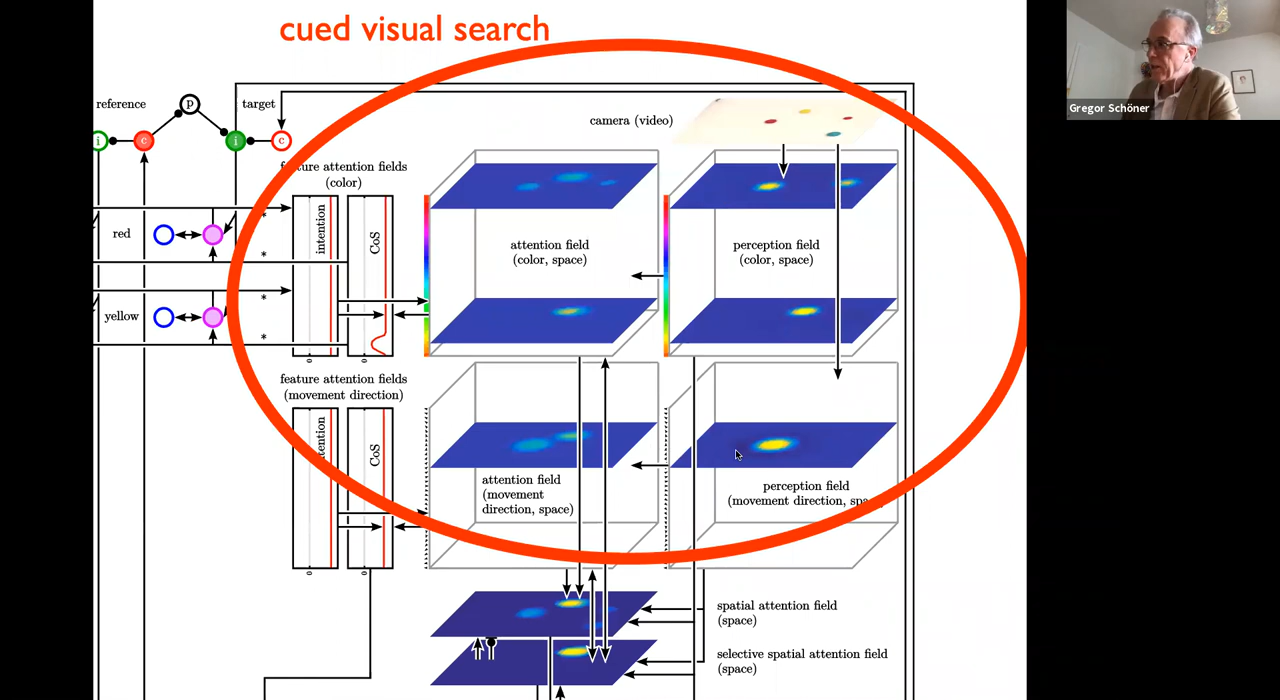 cued visual search
reference
p
target
i
c
i
c
camera (video)
feature attention fields
(color)
intention
CoS
red
*
*
attention field
(color, space)
perception field
(color, space)
yellow
*
*
0
0
feature attention fields
(movement direction)
intention
CoS
attention field
(movement
direction, space)
perception field
(movement direction, space)
0
0
spatial attention field
(space)
selective spatial attention field
(space)
Gregor Schöner